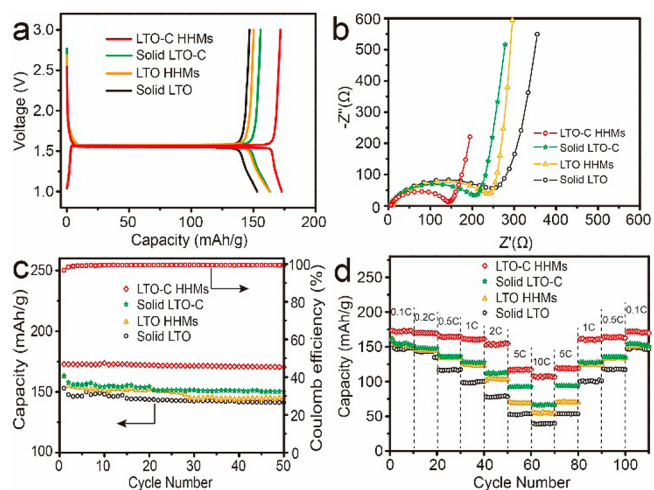 a
LTO-C HHMs
Solid LTO-C
LTO HHMs
Solid LTO
Voltage (V)
3.0
2.5
2.0
1.5
1.0
0 50 100 150 200
Capacity (mAh/g)
b
-Z''(Ω)
600
500
400
300
200
100
0
LTO-C HHMs
Solid LTO-C
LTO HHMs
Solid LTO
0 100 200 300 400 500 600
Z'(Ω)
c
Capacity (mAh/g)
250
200
150
100
LTO-C HHMs
Solid LTO-C
LTO HHMs
Solid LTO
100
80
60
40
20
0
Coulomb efficiency (%)
0 10 20 30 40 50
Cycle Number
d
Capacity (mAh/g)
250
200
150
100
50
0
LTO-C HHMs
Solid LTO-C
LTO HHMs
Solid LTO
0.1C 0.2C 0.5C 1C 2C 5C 10C 5C 1C 0.5C 0.1C
0 20 40 60 80 100
Cycle Number